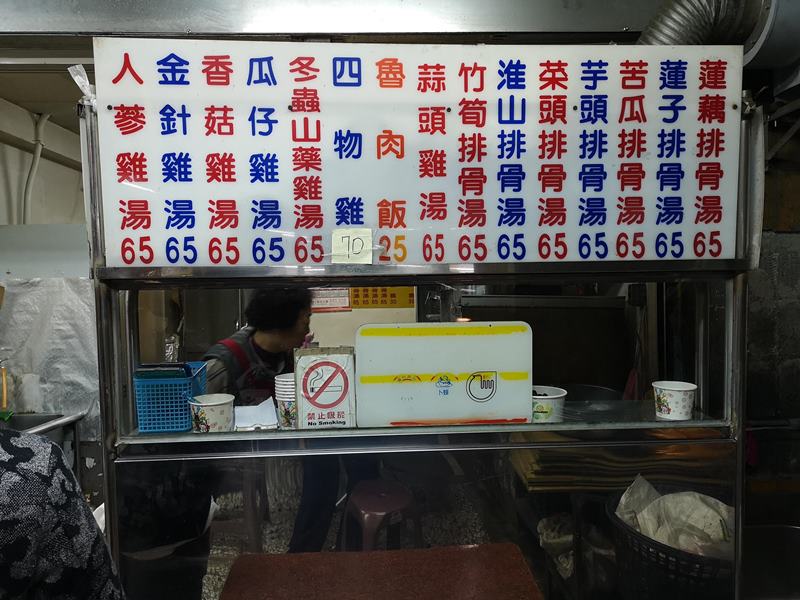 人蔘雞湯65
金針雞湯65
香菇雞湯65
瓜仔雞湯65
冬蟲山藥雞湯65
四物雞70
魯肉飯25
蒜頭雞湯65
竹筍排骨湯65
淮山排骨湯65
菜頭排骨湯65
芋頭排骨湯65
苦瓜排骨湯65
蓮子排骨湯65
蓮藕排骨湯65
禁止吸菸
No Smoking
卜蜂